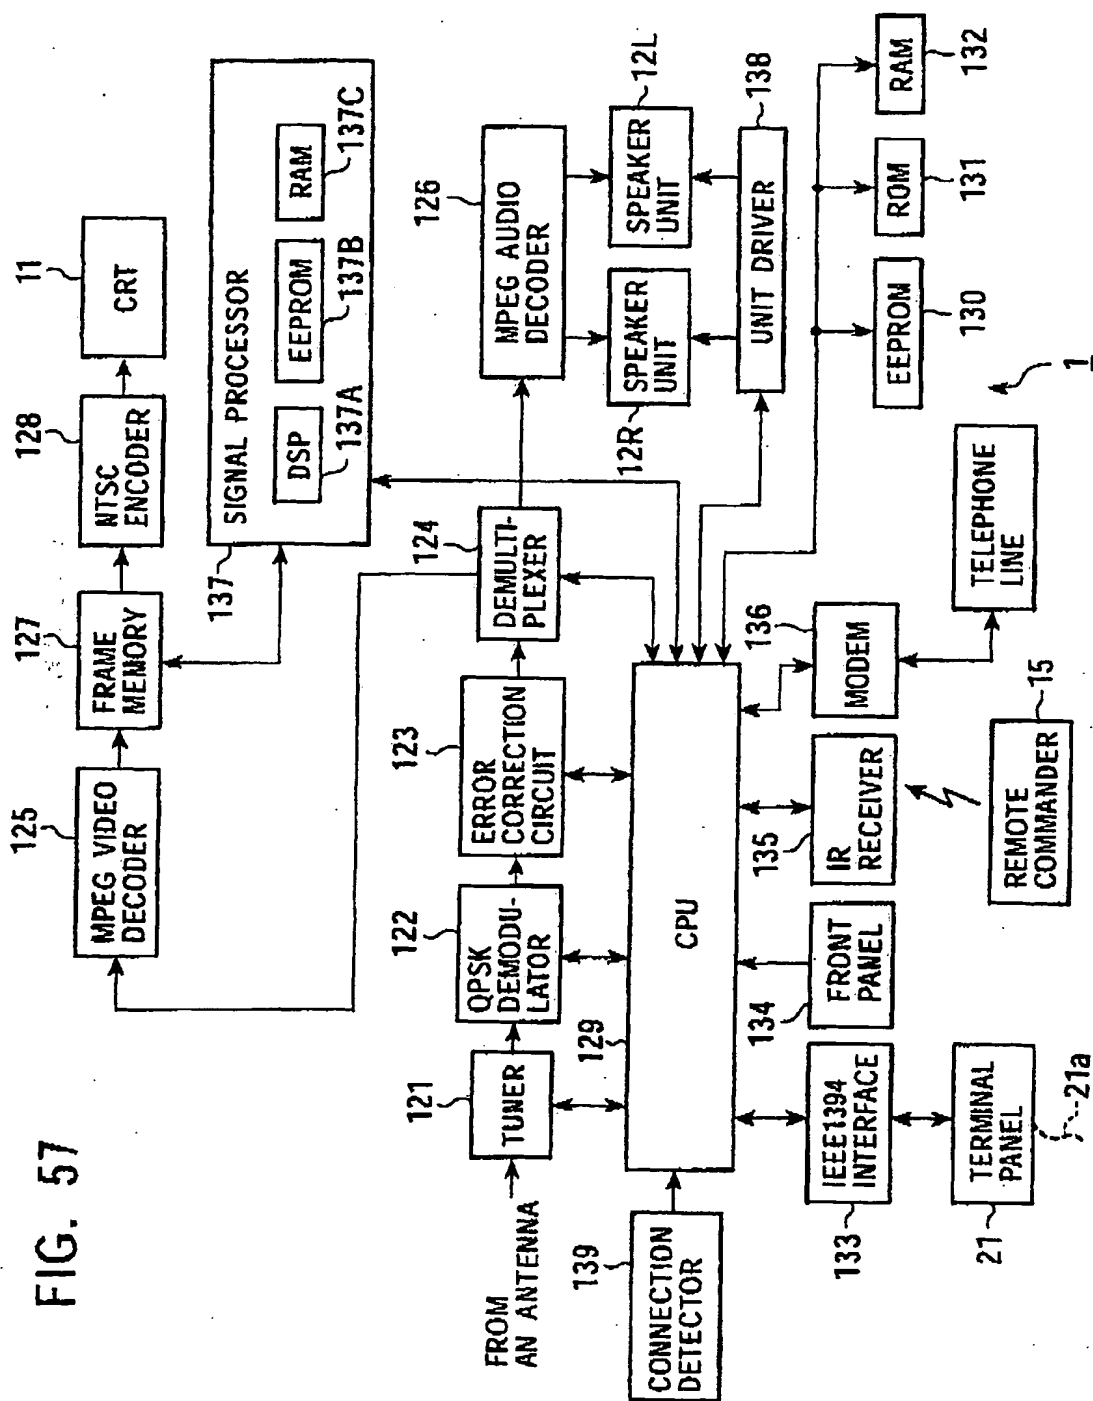 FIG. 57
125
MPEG VIDEO
DECODER
127
FRAME
MEMORY
128
NTSC
ENCODER
11
CRT
137
SIGNAL PROCESSOR
DSP
137A
EEPROM
137B
RAM
137C
FROM
AN ANTENNA
121
TUNER
122
QPSK
DEMODU-
LATOR
123
ERROR
CORRECTION
CIRCUIT
124
DEMULTI-
PLEXER
126
MPEG AUDIO
DECODER
12R
SPEAKER
UNIT
12L
SPEAKER
UNIT
138
UNIT DRIVER
139
CONNECTION
DETECTOR
129
CPU
133
IEEE1394
INTERFACE
134
FRONT
PANEL
135
IR
RECEIVER
136
MODEM
EEPROM
130
ROM
131
RAM
132
21
TERMINAL
PANEL
21a
REMOTE
COMMANDER
15
TELEPHONE
LINE
1